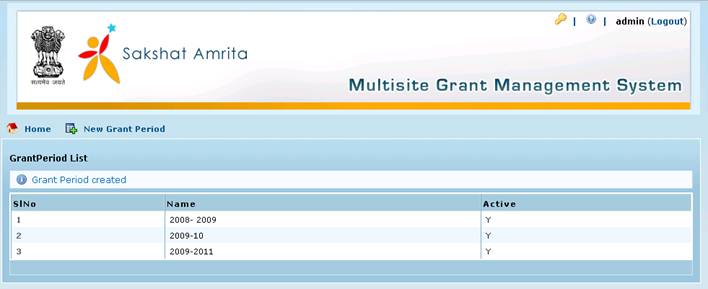 | | admin (Logout)
सत्यमेव जयते
Sakshat Amrita
Multisite Grant Management System
Home New Grant Period
GrantPeriod List
Grant Period created
SlNo Name Active
1 2008- 2009 Y
2 2009-10 Y
3 2009-2011 Y